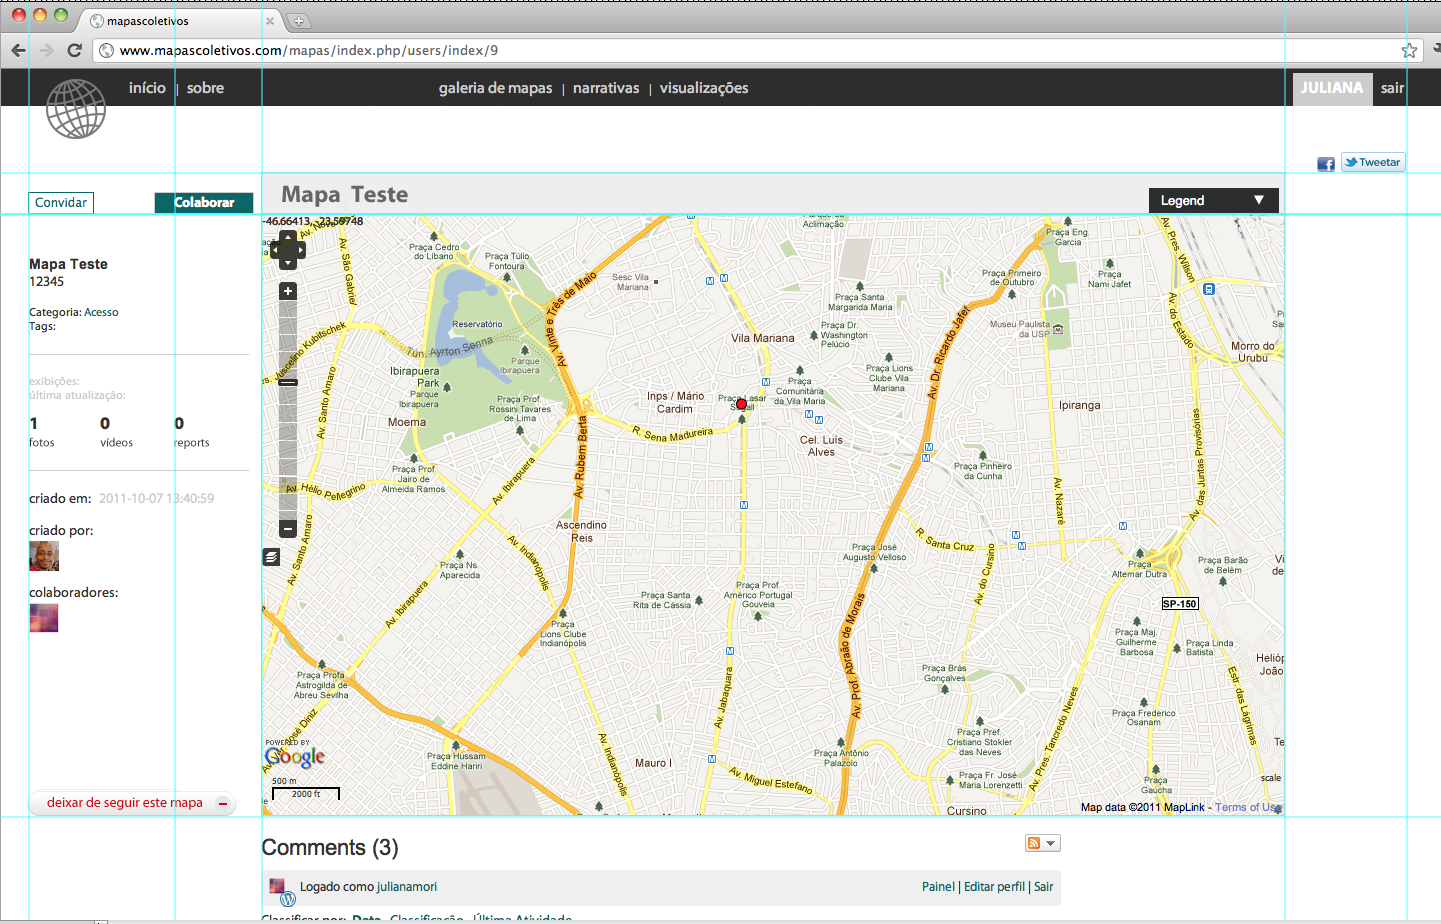 mapascoletivos
www.mapascoletivos.com/mapas/index.php/users/index/9
início | sobre
galeria de mapas | narrativas | visualizações
JULIANA sair
Tweetar
Convidar
Colaborar
Mapa Teste
Legend
Mapa Teste
12345
Categoria: Acesso
Tags:
exibições:
última atualização:
1 0 0
fotos vídeos reports
criado em: 2011-10-07 13:40:59
criado por:
colaboradores:
deixar de seguir este mapa
-46.66413, -23.59748
Praça Cedro
do Líbano
Praça Túlio
Fontoura
Av. São Gabriel
Reservatório
Tún. Ayrton Senna
Juscelino Kubitschek
Av. Santo Amaro
Ibirapuera
Park
Parque
Ibirapuera
Parque
Ibirapuera
Praça Prof.
Rossini Tavares
de Lima
Moema
Praça Prof
Jairo de
Almeida Ramos
Av. Hélio Pellegrino
Av. Ibirapuera
Av. Santo Amaro
Av. Vinte e Três de Maio
Sesc Vila
Mariana
Aclimação
Praça Santa
Margarida Maria
Vila Mariana
Praça Dr
Washington
Pelúcio
Praça Lions
Clube Vila
Mariana
Praça
Comunitária
da Vila Maria
Inps / Mário
Cardim
Praça Lasar
Segall
R. Sena Madureira
Av. Rubem Berta
Cel. Luis
Alves
Av. Dr. Ricardo Jafet
Praça Eng.
Garcia
Praça Primeiro
de Outubro
Praça
Nami Jafet
Av. Pres. Wilson
Av. do Estado
Museu Paulista
da USP
Morro do
Urubu
Ipiranga
Av. das Juntas Provisórias
Praça Pinheiro
da Cunha
Av. Nazaré
Ascendino
Reis
Av. Indianópolis
Praça Ns.
Aparecida
Av. Ibirapuera
Praça José
Augusto Velloso
R. Santa Cruz
Av. do Cursino
Praça
Altemar Dutra
Praça Barão
de Belém
SP-150
Praça Santa
Rita de Cássia
Praça Prof
Américo Portugal
Gouveia
Praça
Lions Clube
Indianópolis
Av. Prof. Abraão de Morais
Praça Maj.
Guilherme
Barbosa
Praça Linda
Batista
Helióp
João
Praça Profa.
Astrogilda de
Abreu Sevilha
Praça Brás
Gonçalves
Av. Jabaquara
Av. Pres. Tancredo Neves
Estr. das Lágrimas
Praça Frederico
Osanam
Praça Pref.
Cristiano Stokler
das Neves
José Diniz
Praça Hussam
Eddine Hariri
Av. Indianópolis
Mauro I
Praça Antônio
Palazolo
Av. Miguel Estefano
Praça Fr. José
Maria Lorenzetti
Praça
Gaucha
Cursino
POWERED BY
Google
500 m
2000 ft
scale
Map data ©2011 MapLink - Terms of Use
Comments (3)
Logado como julianamori
Painel | Editar perfil | Sair
Classificar por: Data Classificação Última Atividade